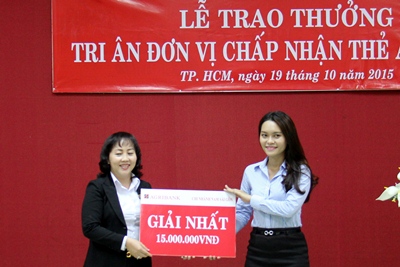 LỄ TRAO THƯỞNG
TRI ÂN ĐƠN VỊ CHẤP NHẬN THẺ
TP. HCM, ngày 19 tháng 10 năm 2015
GIẢI NHẤT
15.000.000VNĐ